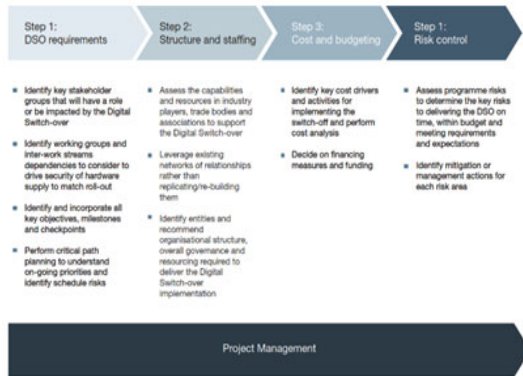 Step 1:
DSO requirements
Step 2:
Structure and staffing
Step 3:
Cost and budgeting
Step 1:
Risk control
Identify key stakeholder
groups that will have a role
or be impacted by the Digital
Switch-over
Identify working groups and
inter-work streams
dependencies to consider to
drive security of hardware
supply to match roll-out
Identify and incorporate all
key objectives, milestones
and checkpoints
Perform critical path
planning to understand
on-going priorities and
identify schedule risks
Assess the capabilities
and resources in industry
players, trade bodies and
associations to support
the Digital Switch-over
Leverage existing
networks of relationships
rather than
replicating/re-building
them
Identify entities and
recommend
organisational structure,
overall governance and
resourcing required to
deliver the Digital
Switch-over
implementation
Identify key cost drivers
and activities for
implementing the
switch-off and perform
cost analysis
Decide on financing
measures and funding
Assess programme risks
to determine the key risks
to delivering the DSO on
time, within budget and
meeting requirements
and expectations
Identify mitigation or
management actions for
each risk area
Project Management